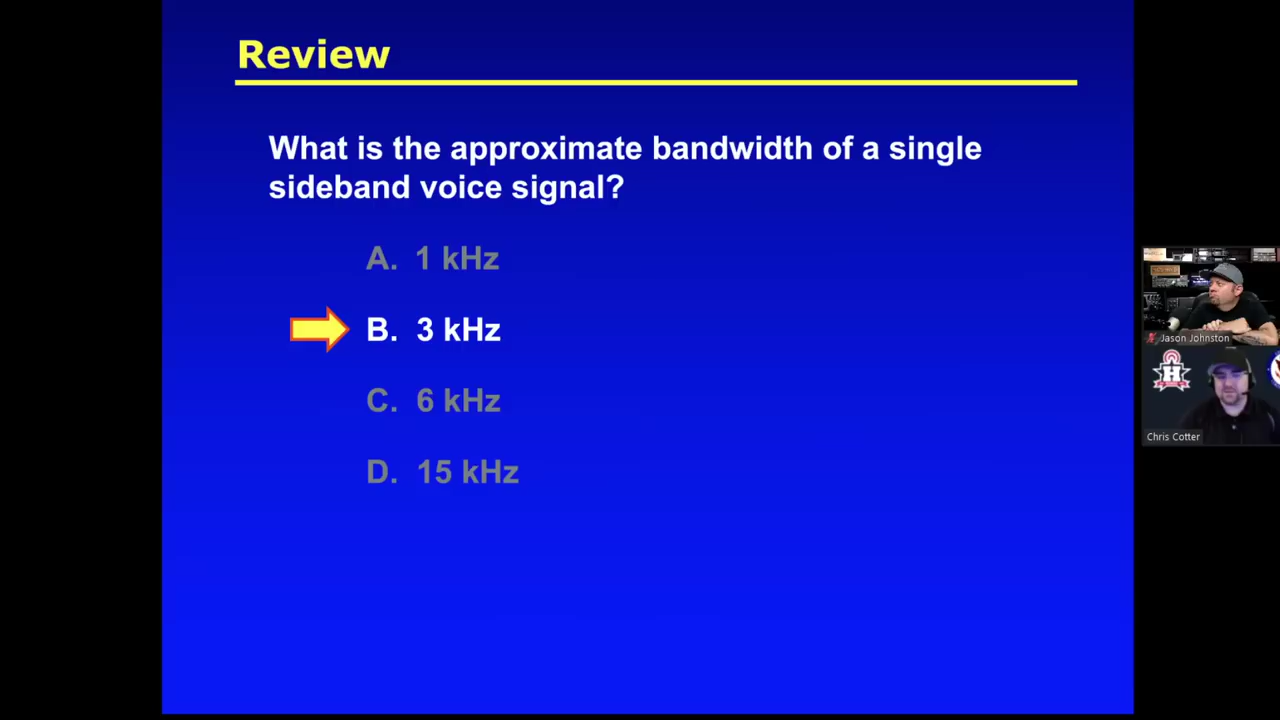 Review
What is the approximate bandwidth of a single
sideband voice signal?
A. 1 kHz
B. 3 kHz
C. 6 kHz
D. 15 kHz
Jason Johnston
H
Chris Cotter